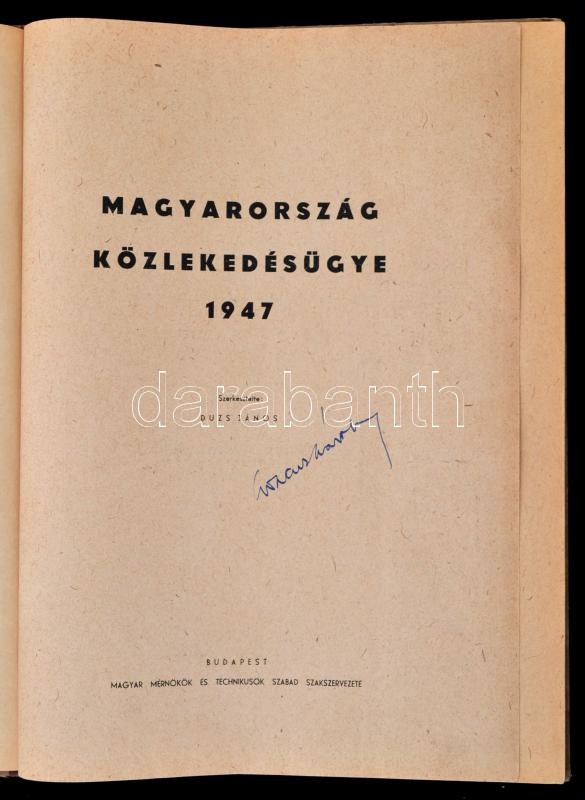 MAGYARORSZÁG
KÖZLEKEDÉSÜGYE
1947
Szerkesztette:
DUZS JÁNOS
darabanth
BUDAPEST
MAGYAR MÉRNÖKÖK ÉS TECHNIKUSOK SZABAD SZAKSZERVEZETE